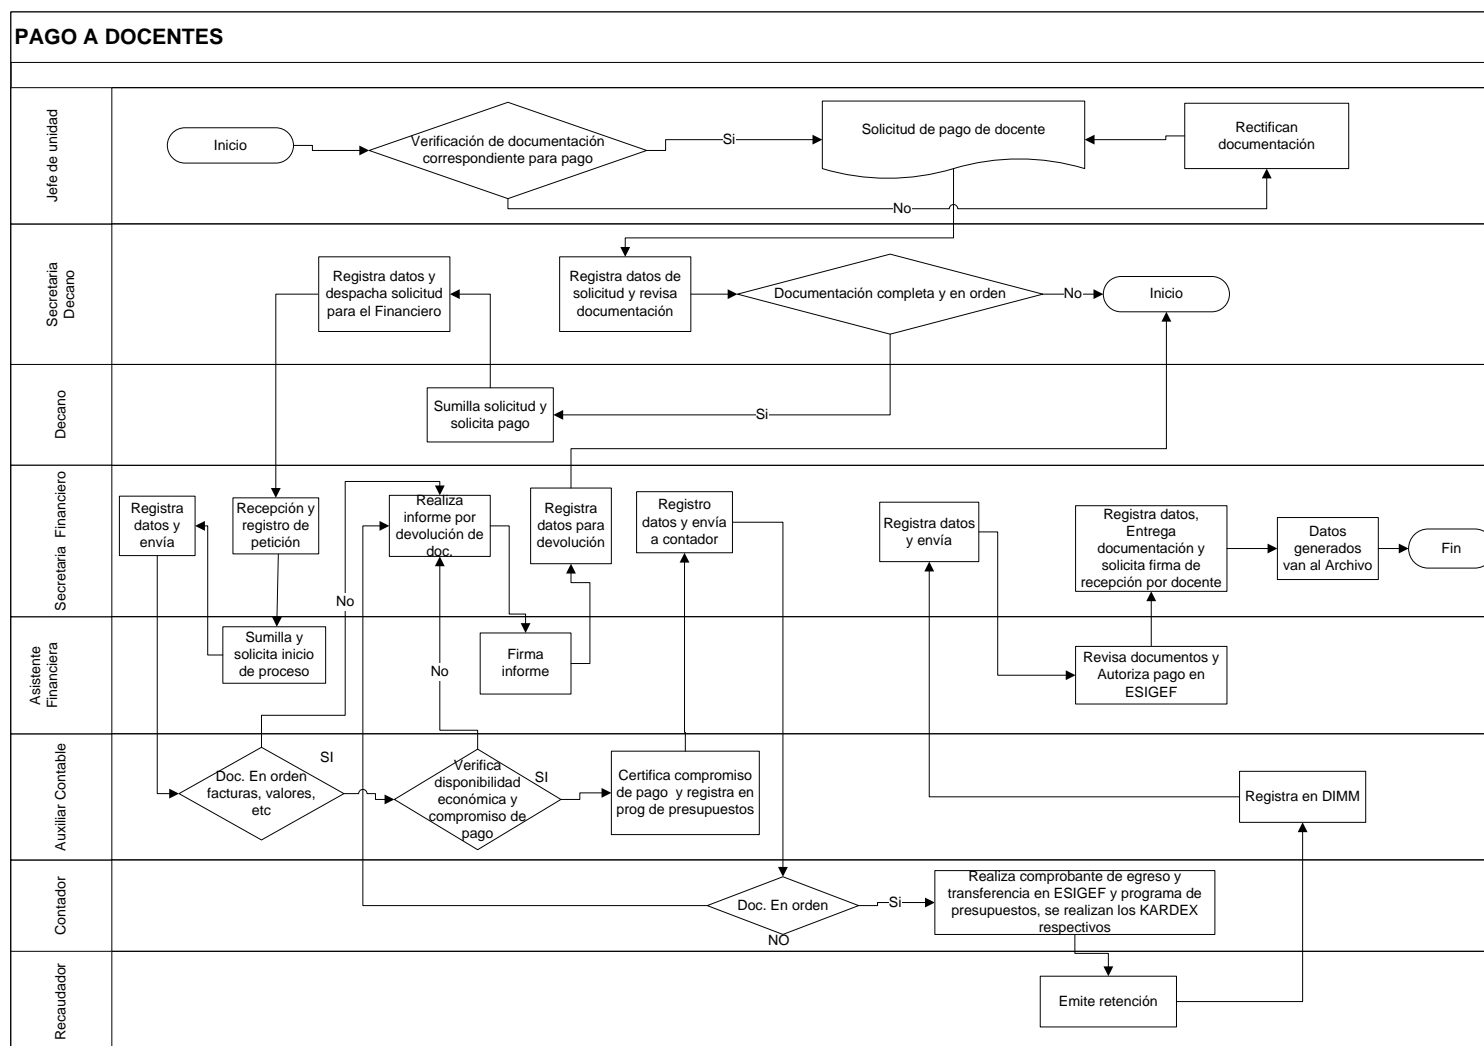 PAGO A DOCENTES
Jefe de unidad
Inicio
Verificación de documentación
correspondiente para pago
Si
Solicitud de pago de docente
Rectifican
documentación
No
Secretaria
Decano
Registra datos y
despacha solicitud
para el Financiero
Registra datos de
solicitud y revisa
documentación
Documentación completa y en orden
No
Inicio
Decano
Sumilla solicitud y
solicita pago
Si
Secretaria Financiero
Registra
datos y
envía
Recepción y
registro de
petición
Realiza
informe por
devolución de
doc.
Registra
datos para
devolución
Registro
datos y envía
a contador
Registra datos
y envía
Registra datos,
Entrega
documentación y
solicita firma de
recepción por docente
Datos
generados
van al Archivo
Fin
No
Asistente
Financiera
Sumilla y
solicita inicio
de proceso
No
Firma
informe
Revisa documentos y
Autoriza pago en
ESIGEF
Auxiliar Contable
Doc. En orden
facturas, valores,
etc
SI
Verifica
disponibilidad
económica y
compromiso de
pago
SI
Certifica compromiso
de pago y registra en
prog de presupuestos
Registra en DIMM
Contador
Doc. En orden
NO
Si
Realiza comprobante de egreso y
transferencia en ESIGEF y programa de
presupuestos, se realizan los KARDEX
respectivos
Recaudador
Emite retención